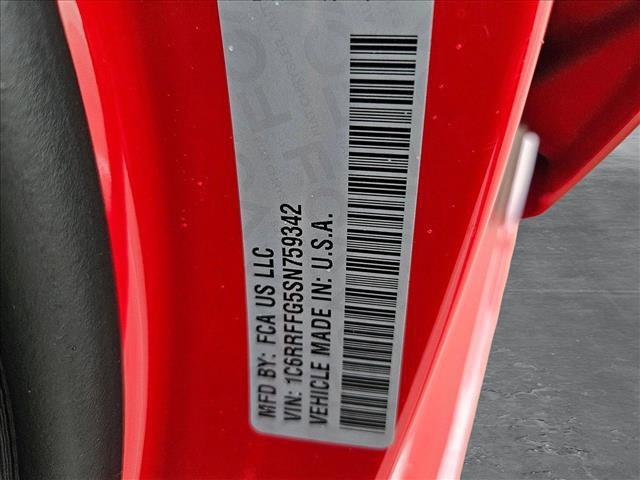 MFD BY: FCA US LLC
VIN: 1C6RRFFG5SN759342
VEHICLE MADE IN: U.S.A.